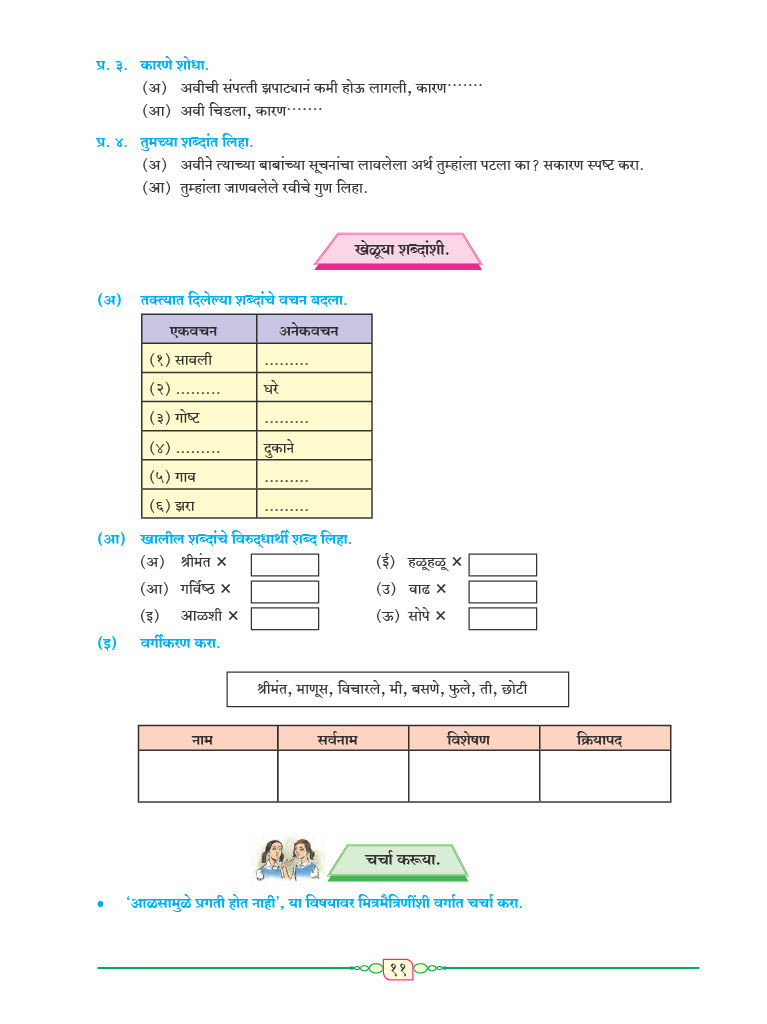 प्र. ३. कारणे शोधा.
(अ) अवीची संपत्ती झपाट्यानं कमी होऊ लागली, कारण.......
(आ) अवी चिडला, कारण.......
प्र. ४. तुमच्या शब्दांत लिहा.
(अ) अवीने त्याच्या बाबांच्या सूचनांचा लावलेला अर्थ तुम्हांला पटला का? सकारण स्पष्ट करा.
(आ) तुम्हांला जाणवलेले रवीचे गुण लिहा.
खेळूया शब्दांशी.
(अ) तक्त्यात दिलेल्या शब्दांचे वचन बदला.
एकवचन अनेकवचन
(१) सावली .........
(२) ......... घरे
(३) गोष्ट .........
(४) ......... दुकाने
(५) गाव .........
(६) झरा .........
(आ) खालील शब्दांचे विरुद्धार्थी शब्द लिहा.
(अ) श्रीमंत × (ई) हळूहळू ×
(आ) गर्विष्ठ × (उ) वाढ ×
(इ) आळशी × (ऊ) सोपे ×
(इ) वर्गीकरण करा.
श्रीमंत, माणूस, विचारले, मी, बसणे, फुले, ती, छोटी
नाम सर्वनाम विशेषण क्रियापद
चर्चा करूया.
• ‘आळसामुळे प्रगती होत नाही’, या विषयावर मित्रमैत्रिणींशी वर्गात चर्चा करा.
११